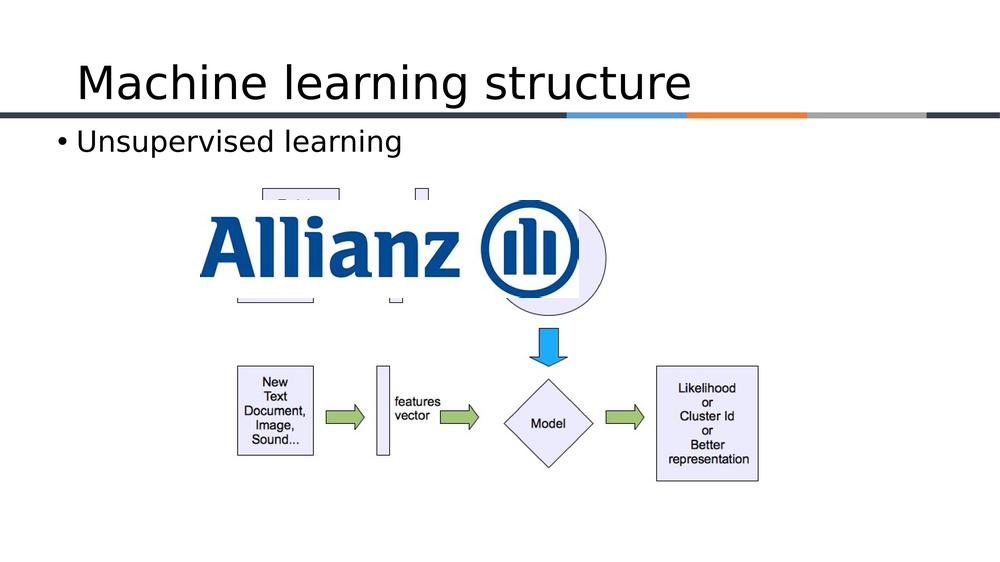 Machine learning structure
• Unsupervised learning
Allianz
New
Text
Document,
Image,
Sound...
features
vector
Model
Likelihood
or
Cluster Id
or
Better
representation